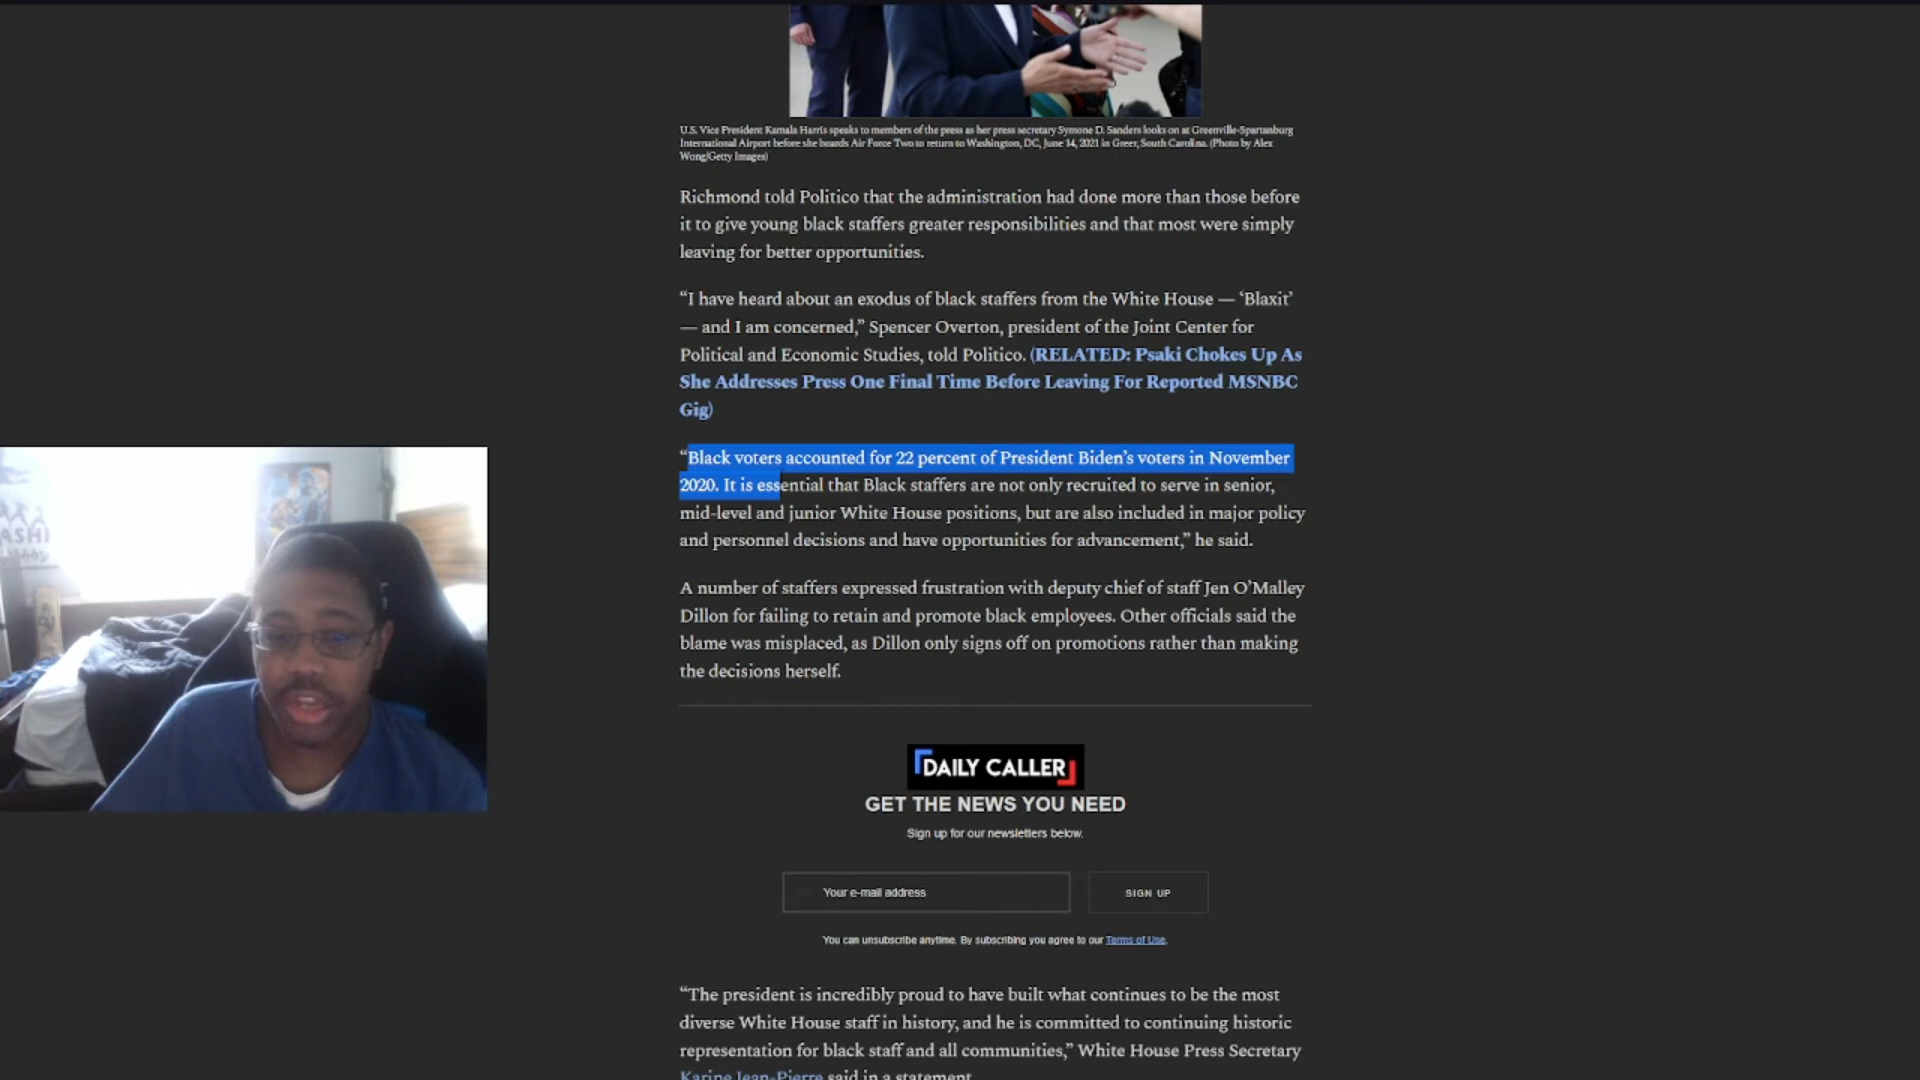 U.S. Vice President Kamala Harris speaks to members of the press as her press secretary Symone D. Sanders looks on at Greenville-Spartanburg
International Airport before she boards Air Force Two to return to Washington, DC, June 14, 2021 in Greer, South Carolina. (Photo by Alex
Wong/Getty Images)
Richmond told Politico that the administration had done more than those before
it to give young black staffers greater responsibilities and that most were simply
leaving for better opportunities.
“I have heard about an exodus of black staffers from the White House — ‘Blaxit’
— and I am concerned,” Spencer Overton, president of the Joint Center for
Political and Economic Studies, told Politico. (RELATED: Psaki Chokes Up As
She Addresses Press One Final Time Before Leaving For Reported MSNBC
Gig)
“Black voters accounted for 22 percent of President Biden’s voters in November
2020. It is essential that Black staffers are not only recruited to serve in senior,
mid-level and junior White House positions, but are also included in major policy
and personnel decisions and have opportunities for advancement,” he said.
A number of staffers expressed frustration with deputy chief of staff Jen O’Malley
Dillon for failing to retain and promote black employees. Other officials said the
blame was misplaced, as Dillon only signs off on promotions rather than making
the decisions herself.
DAILY CALLER
GET THE NEWS YOU NEED
Sign up for our newsletters below.
Your e-mail address
SIGN UP
You can unsubscribe anytime. By subscribing you agree to our Terms of Use.
“The president is incredibly proud to have built what continues to be the most
diverse White House staff in history, and he is committed to continuing historic
representation for black staff and all communities,” White House Press Secretary
Karine Jean-Pierre said in a statement.